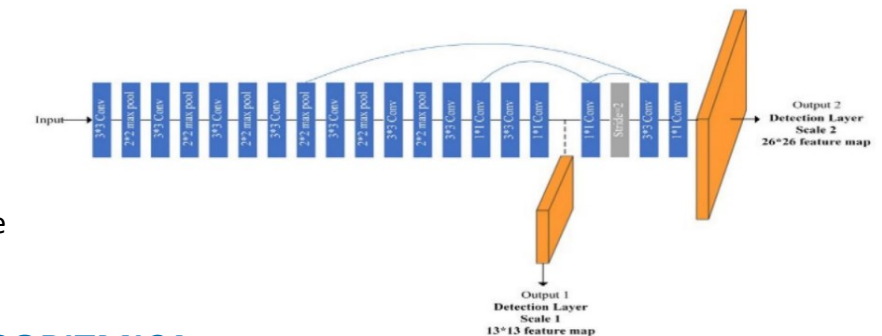 Input
3*3 Conv
2*2 max pool
3*3 Conv
2*2 max pool
3*3 Conv
2*2 max pool
3*3 Conv
2*2 max pool
3*3 Conv
2*2 max pool
3*3 Conv
2*2 max pool
3*3 Conv
1*1 Conv
3*3 Conv
1*1 Conv
1*1 Conv
Stride=2
3*3 Conv
1*1 Conv
Output 2
Detection Layer
Scale 2
26*26 feature map
e
Output 1
Detection Layer
Scale 1
13*13 feature map